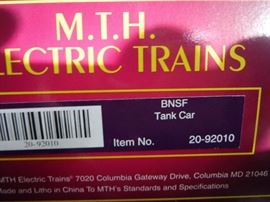 M.T.H.
ELECTRIC TRAINS
BNSF
Tank Car
20-92010
Item No. 20-92010
MTH Electric Trains® 7020 Columbia Gateway Drive, Columbia MD 21046
Made and Litho in China To MTH's Standards and Specifications